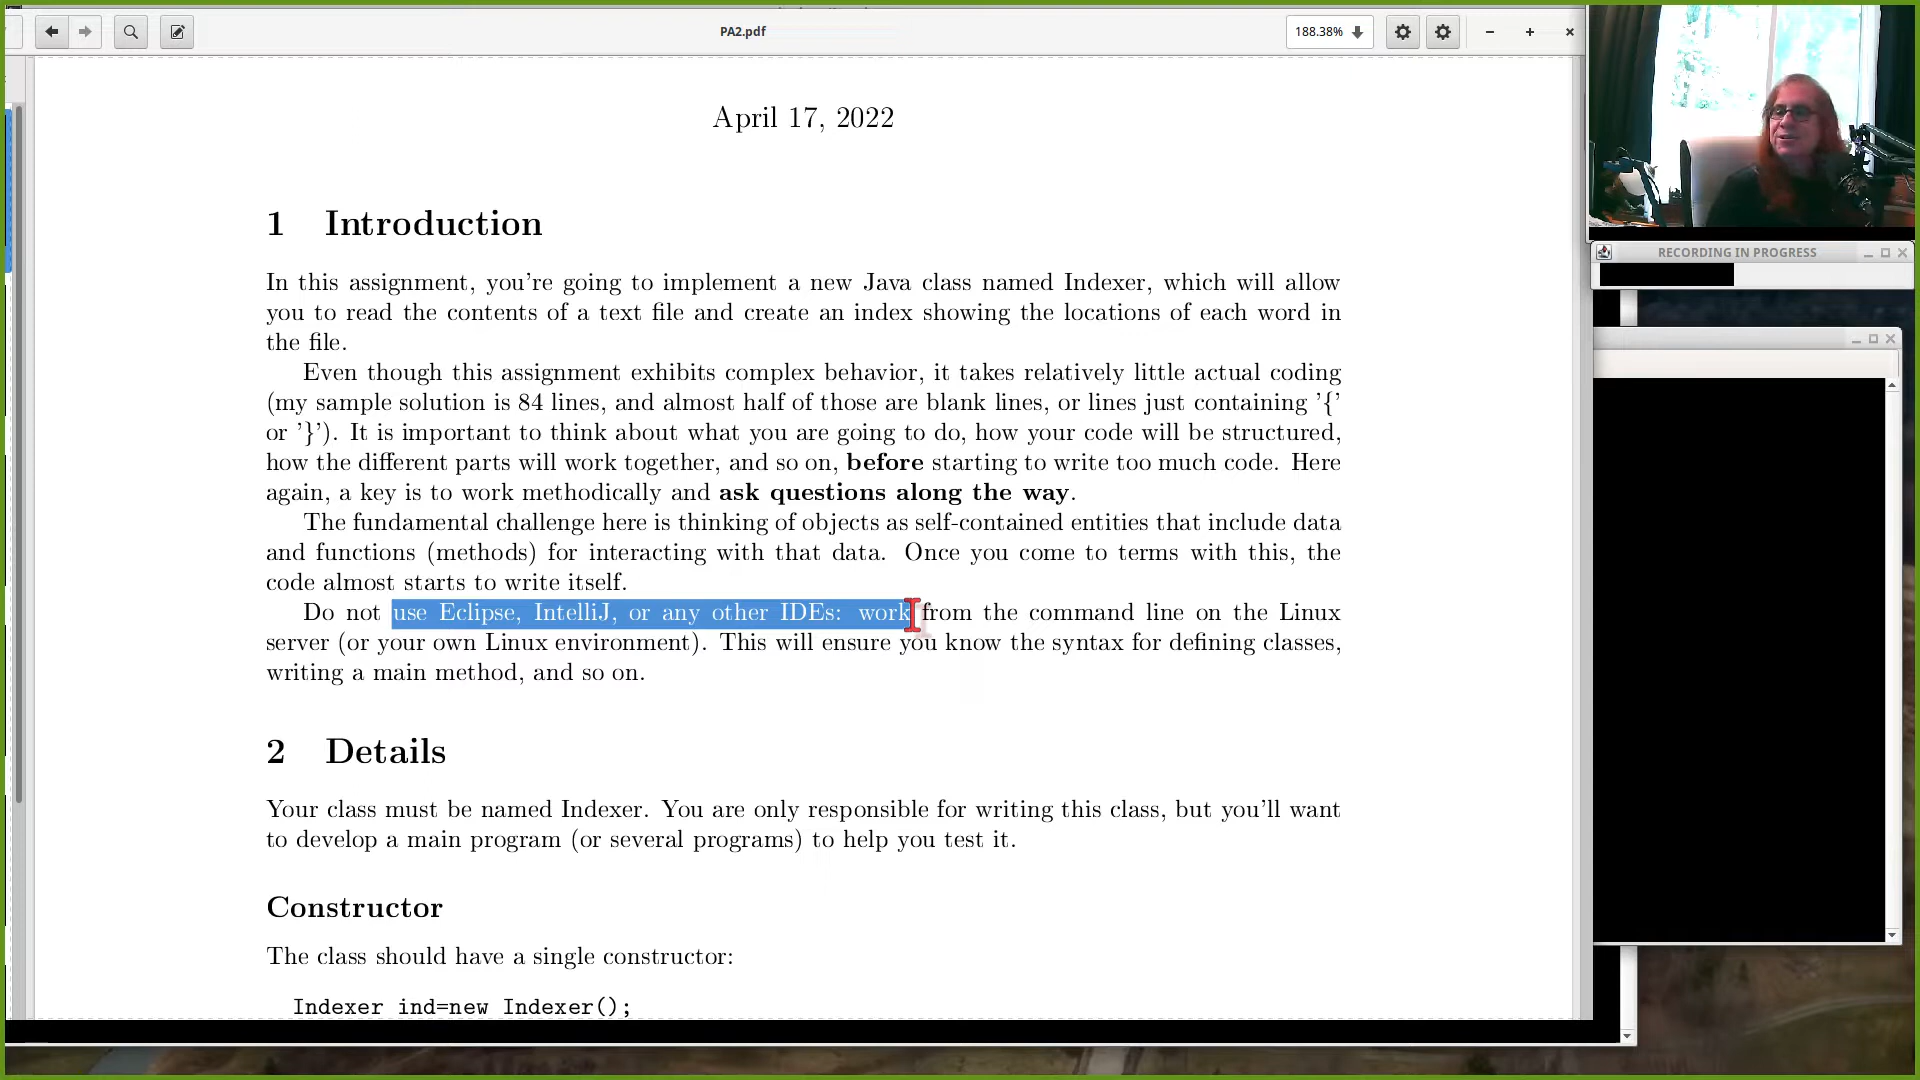 PA2.pdf
188.38%
April 17, 2022
1 Introduction
In this assignment, you're going to implement a new Java class named Indexer, which will allow
you to read the contents of a text file and create an index showing the locations of each word in
the file.
Even though this assignment exhibits complex behavior, it takes relatively little actual coding
(my sample solution is 84 lines, and almost half of those are blank lines, or lines just containing '{'
or '}'). It is important to think about what you are going to do, how your code will be structured,
how the different parts will work together, and so on, before starting to write too much code. Here
again, a key is to work methodically and ask questions along the way.
The fundamental challenge here is thinking of objects as self-contained entities that include data
and functions (methods) for interacting with that data. Once you come to terms with this, the
code almost starts to write itself.
Do not use Eclipse, IntelliJ, or any other IDEs: work from the command line on the Linux
server (or your own Linux environment). This will ensure you know the syntax for defining classes,
writing a main method, and so on.
2 Details
Your class must be named Indexer. You are only responsible for writing this class, but you'll want
to develop a main program (or several programs) to help you test it.
Constructor
The class should have a single constructor:
Indexer ind=new Indexer();
RECORDING IN PROGRESS